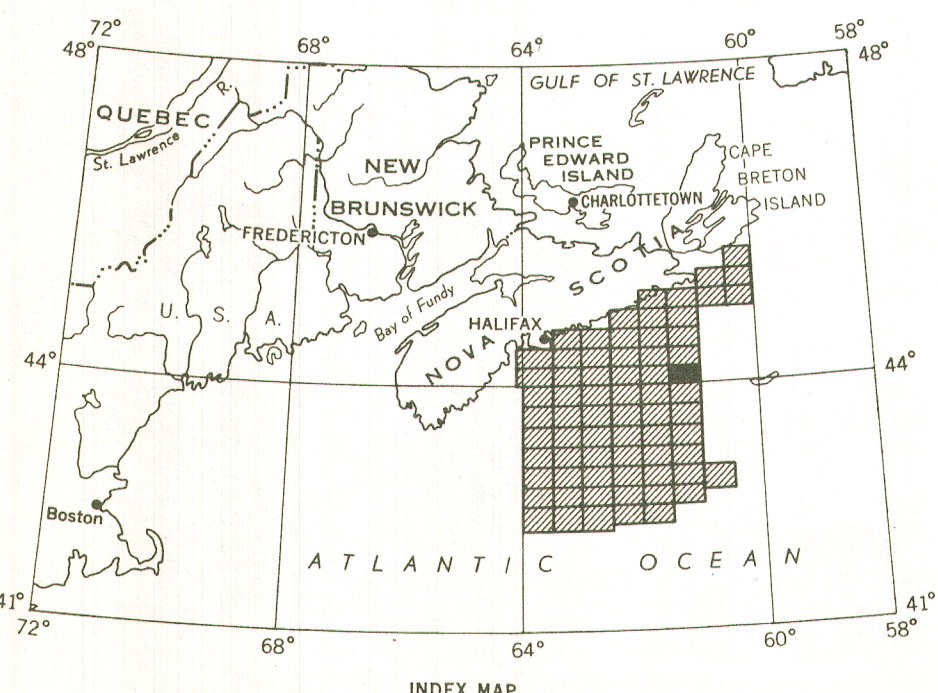 72° 68° 64° 60° 58°
48° 48°
GULF OF ST. LAWRENCE
R.
QUEBEC
St. Lawrence
PRINCE
EDWARD
ISLAND
CAPE
BRETON
ISLAND
NEW
BRUNSWICK
CHARLOTTETOWN
FREDERICTON
SCOTIA
Bay of Fundy
U. S. A.
HALIFAX
NOVA
44° 44°
Boston
ATLANTIC OCEAN
41° 41°
72° 68° 64° 60° 58°
INDEX MAP